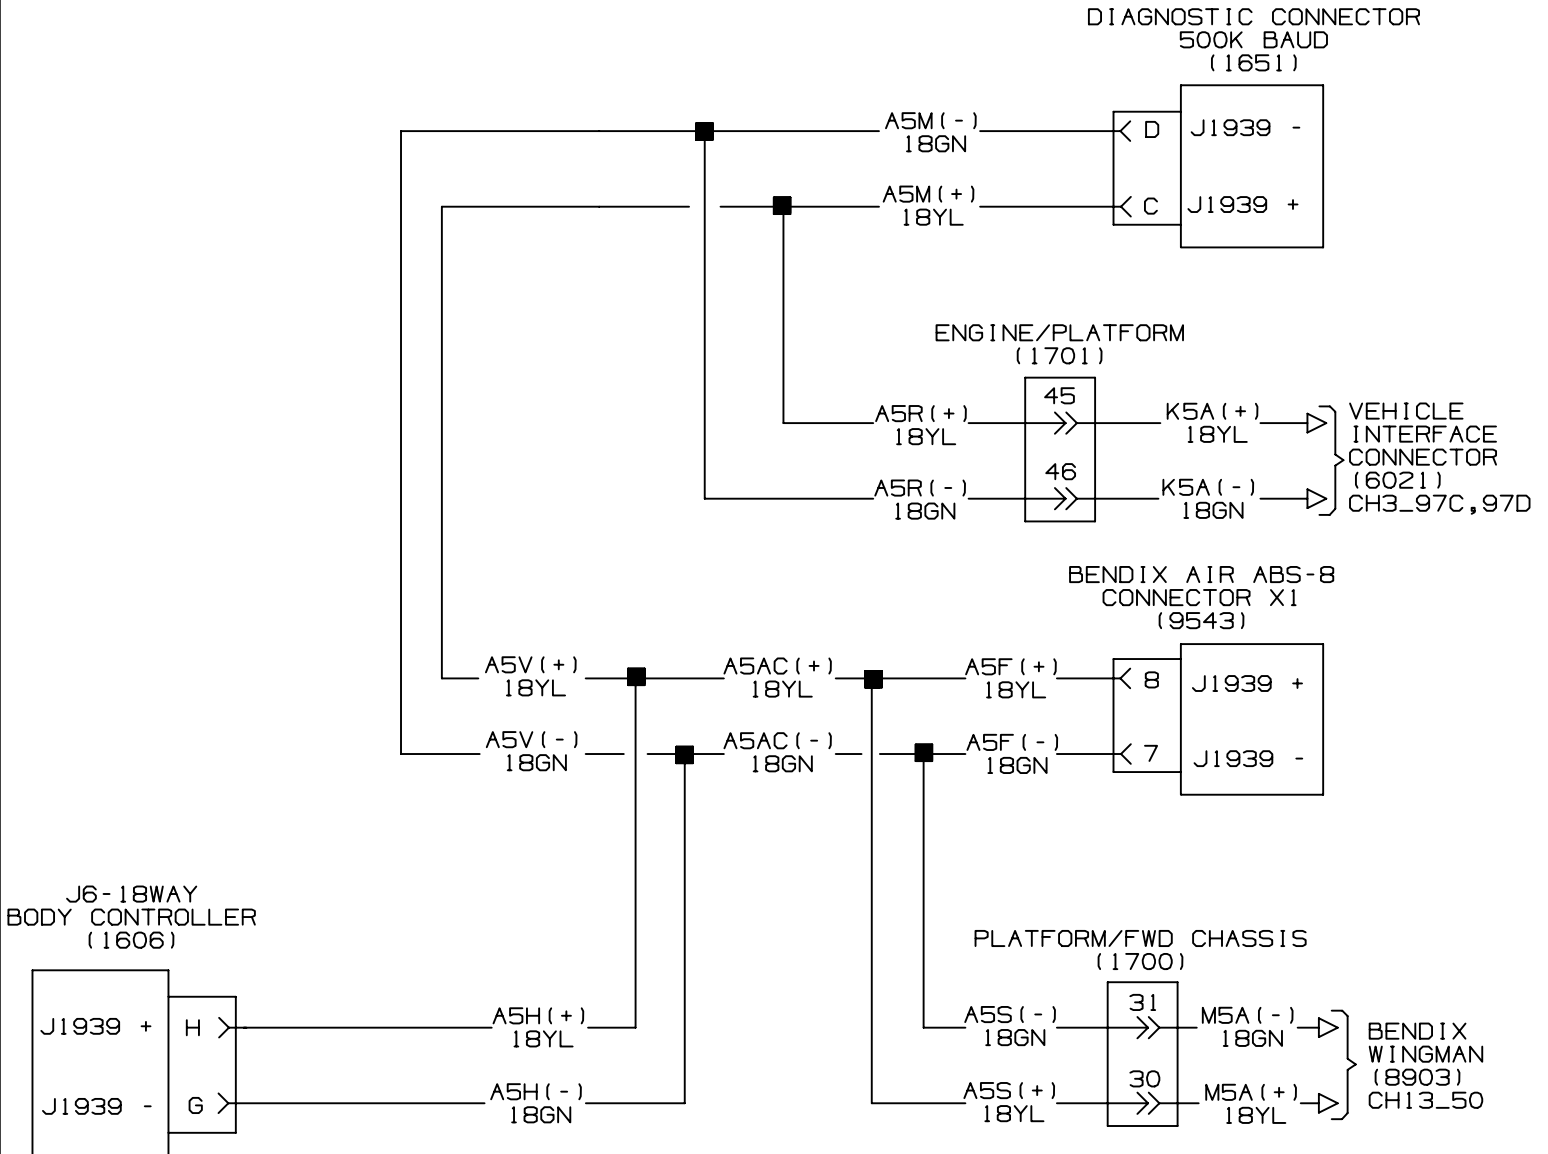 DIAGNOSTIC CONNECTOR
500K BAUD
(1651)
A5M(-)
18GN
D
J1939 -
A5M(+)
18YL
C
J1939 +
ENGINE/PLATFORM
(1701)
45
A5R(+)
18YL
K5A(+)
18YL
46
A5R(-)
18GN
K5A(-)
18GN
VEHICLE
INTERFACE
CONNECTOR
(6021)
CH3_97C,97D
BENDIX AIR ABS-8
CONNECTOR X1
(9543)
A5V(+)
18YL
A5AC(+)
18YL
A5F(+)
18YL
8
J1939 +
A5V(-)
18GN
A5AC(-)
18GN
A5F(-)
18GN
7
J1939 -
J6-18WAY
BODY CONTROLLER
(1606)
J1939 +
H
A5H(+)
18YL
J1939 -
G
A5H(-)
18GN
PLATFORM/FWD CHASSIS
(1700)
31
A5S(-)
18GN
M5A(-)
18GN
30
A5S(+)
18YL
M5A(+)
18YL
BENDIX
WINGMAN
(8903)
CH13_50